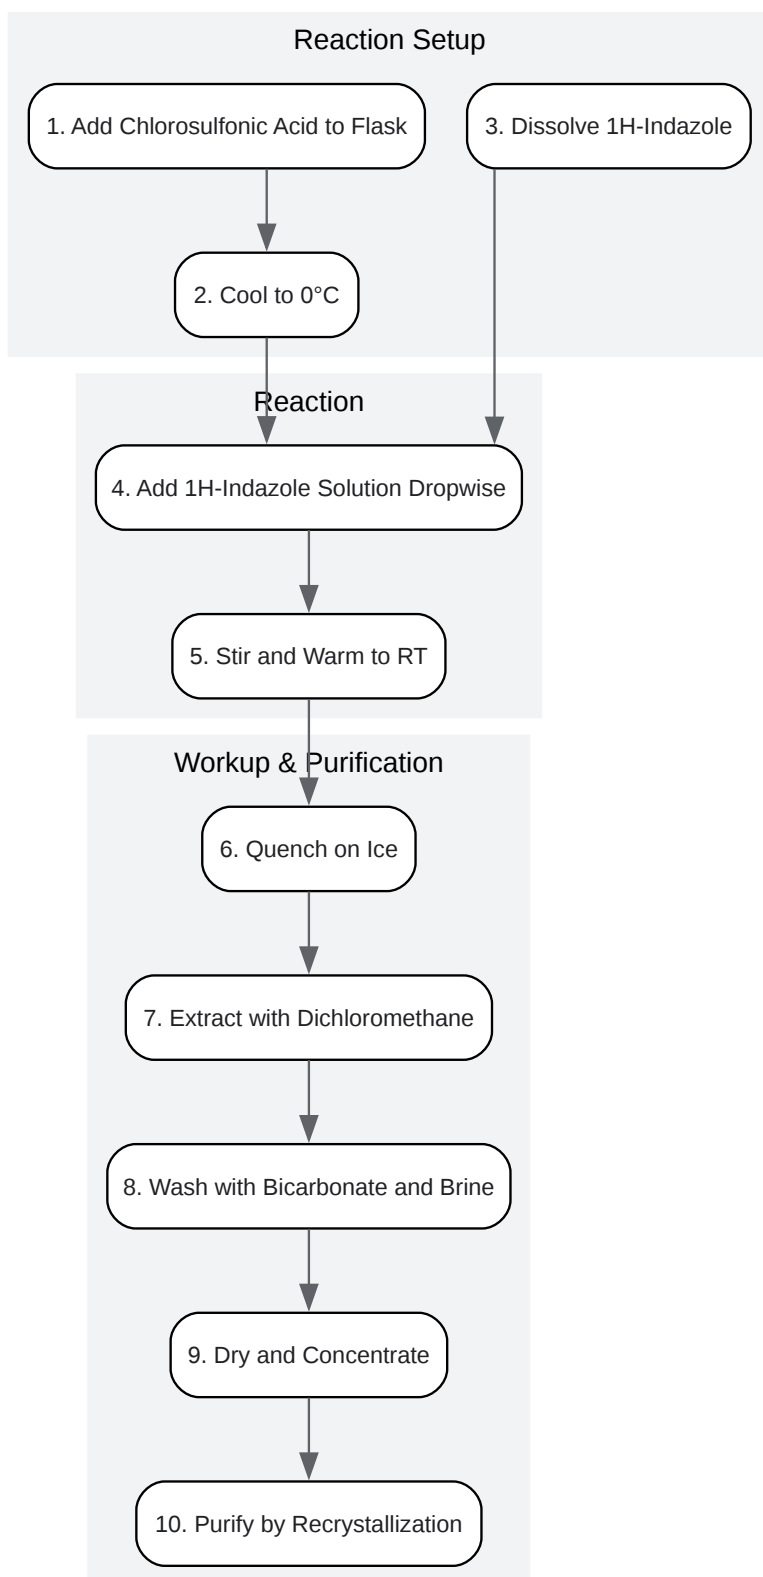 Reaction Setup
1. Add Chlorosulfonic Acid to Flask
3. Dissolve 1H-Indazole
2. Cool to 0°C
Reaction
4. Add 1H-Indazole Solution Dropwise
5. Stir and Warm to RT
Workup & Purification
6. Quench on Ice
7. Extract with Dichloromethane
8. Wash with Bicarbonate and Brine
9. Dry and Concentrate
10. Purify by Recrystallization